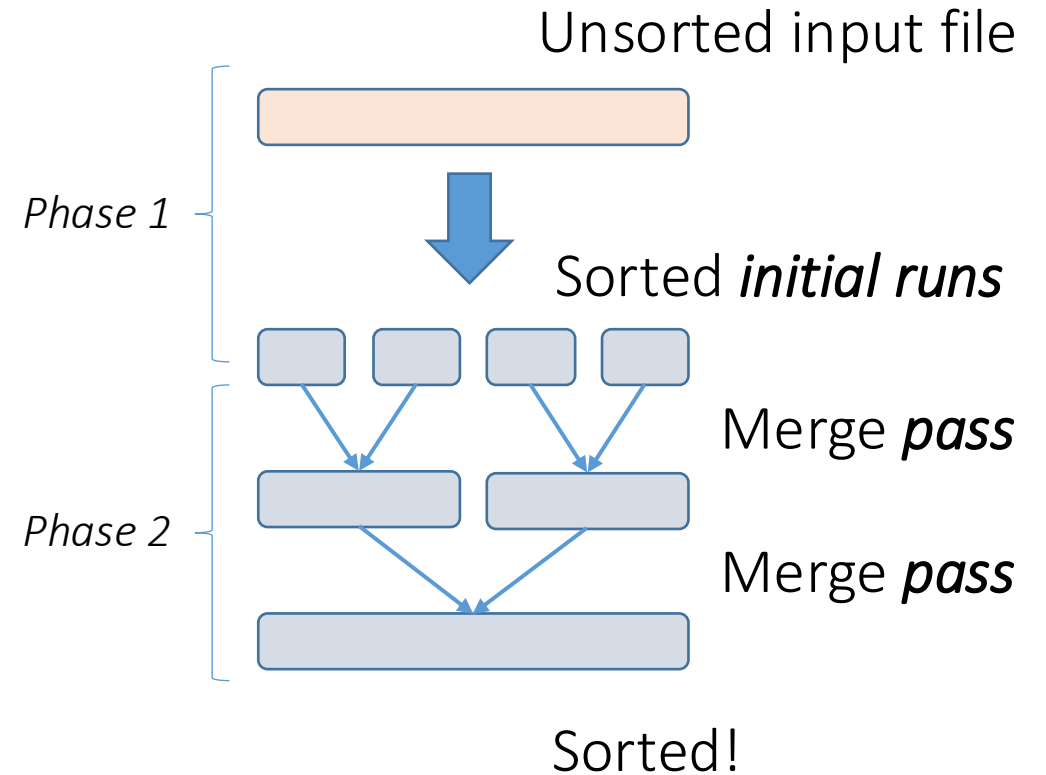 Unsorted input file
Phase 1
Sorted initial runs
Merge pass
Phase 2
Merge pass
Sorted!